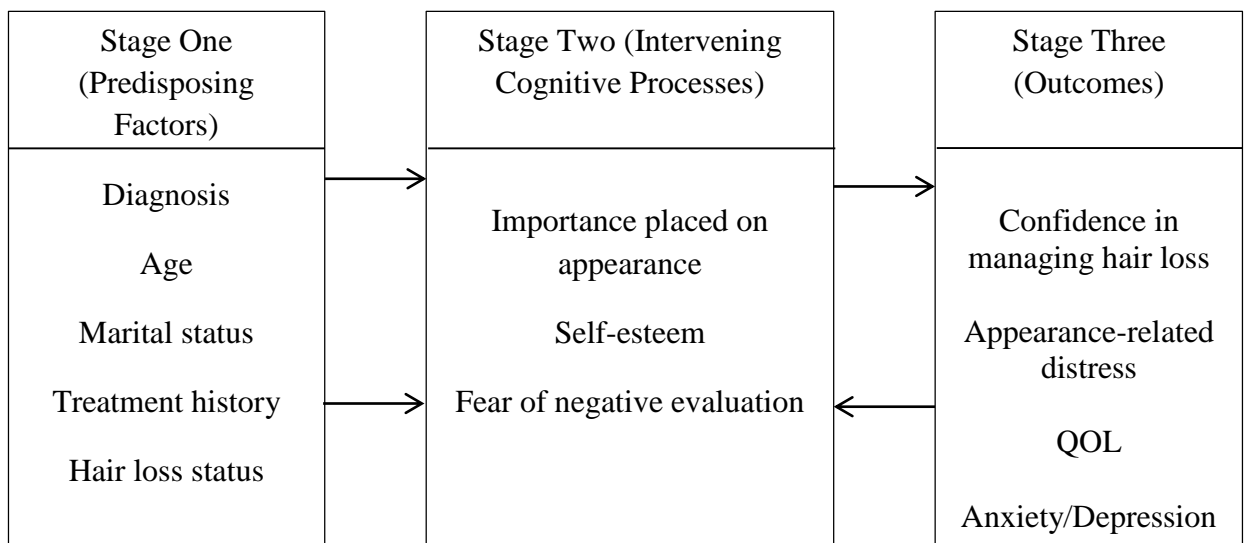 Stage One
(Predisposing
Factors)
Diagnosis
Age
Marital status
Treatment history
Hair loss status
Stage Two (Intervening
Cognitive Processes)
Importance placed on
appearance
Self-esteem
Fear of negative evaluation
Stage Three
(Outcomes)
Confidence in
managing hair loss
Appearance-related
distress
QOL
Anxiety/Depression